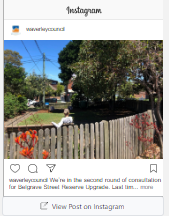 Instagram
waverleycouncil
waverleycouncil We're in the second round of consultation
for Belgrave Street Reserve Upgrade. Last tim... more
View Post on Instagram